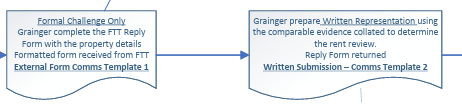 Formal Challenge Only
Grainger complete the FTT Reply
Form with the property details
Formatted form received from FTT
External Form Comms Template 1
Grainger prepare Written Representation using
the comparable evidence collated to determine
the rent review.
Reply Form returned
Written Submission – Comms Template 2